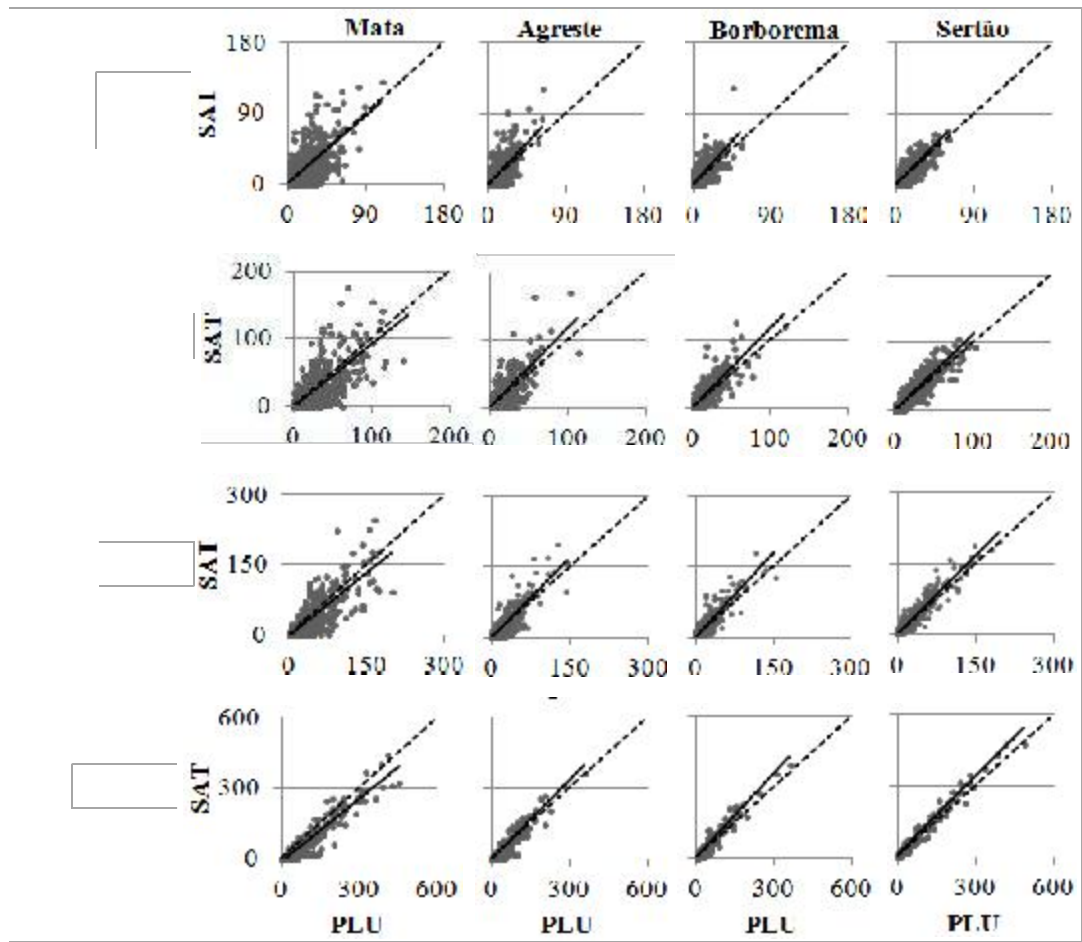 Mata Agreste Borborema Sertão
180
SAT
90
0
0 90 180 0 90 180 0 90 180 0 90 180
200
SAT
100
0
0 100 200 0 100 200 0 100 200 0 100 200
300
SAT
150
0
0 150 300 0 150 300 0 150 300 0 150 300
600
SAT
300
0
0 300 600 0 300 600 0 300 600 0 300 600
PLU PLU PLU PLU